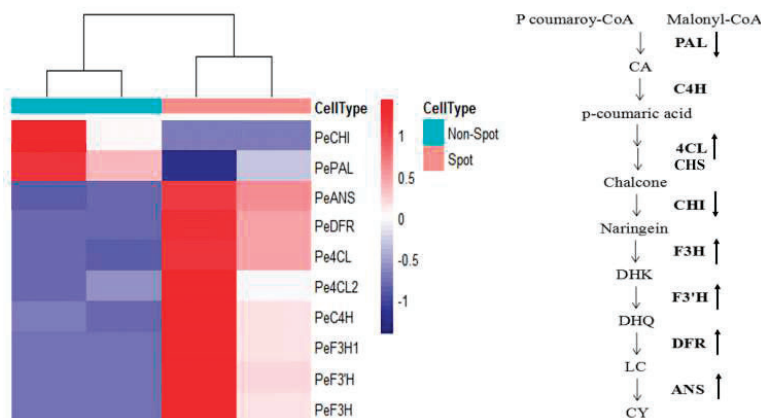 CellType
PeCHI
PePAL
PeANS
PeDFR
Pe4CL
Pe4CL2
PeC4H
PeF3H1
PeF3'H
PeF3H
1
0.5
0
-0.5
-1
CellType
Non-Spot
Spot
P coumaroy-CoA Malonyl-CoA
PAL
CA
C4H
p-coumaric acid
4CL
CHS
Chalcone
CHI
Naringein
F3H
DHK
F3'H
DHQ
DFR
LC
ANS
CY